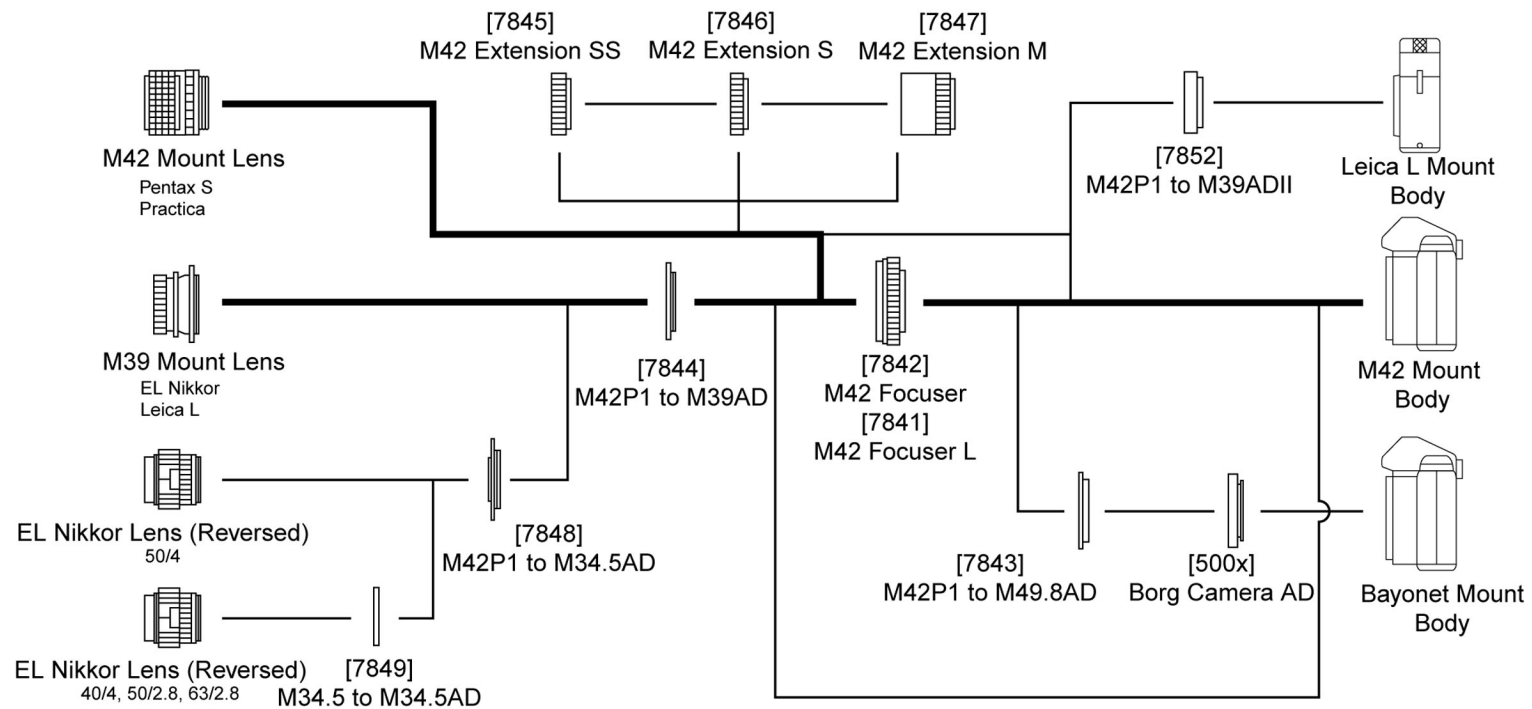 [7845]
M42 Extension SS
[7846]
M42 Extension S
[7847]
M42 Extension M
M42 Mount Lens
Pentax S
Practica
[7852]
M42P1 to M39ADII
Leica L Mount
Body
M39 Mount Lens
EL Nikkor
Leica L
[7844]
M42P1 to M39AD
[7842]
M42 Focuser
[7841]
M42 Focuser L
M42 Mount
Body
EL Nikkor Lens (Reversed)
50/4
[7848]
M42P1 to M34.5AD
[7843]
M42P1 to M49.8AD
[500x]
Borg Camera AD
Bayonet Mount
Body
EL Nikkor Lens (Reversed)
40/4, 50/2.8, 63/2.8
[7849]
M34.5 to M34.5AD